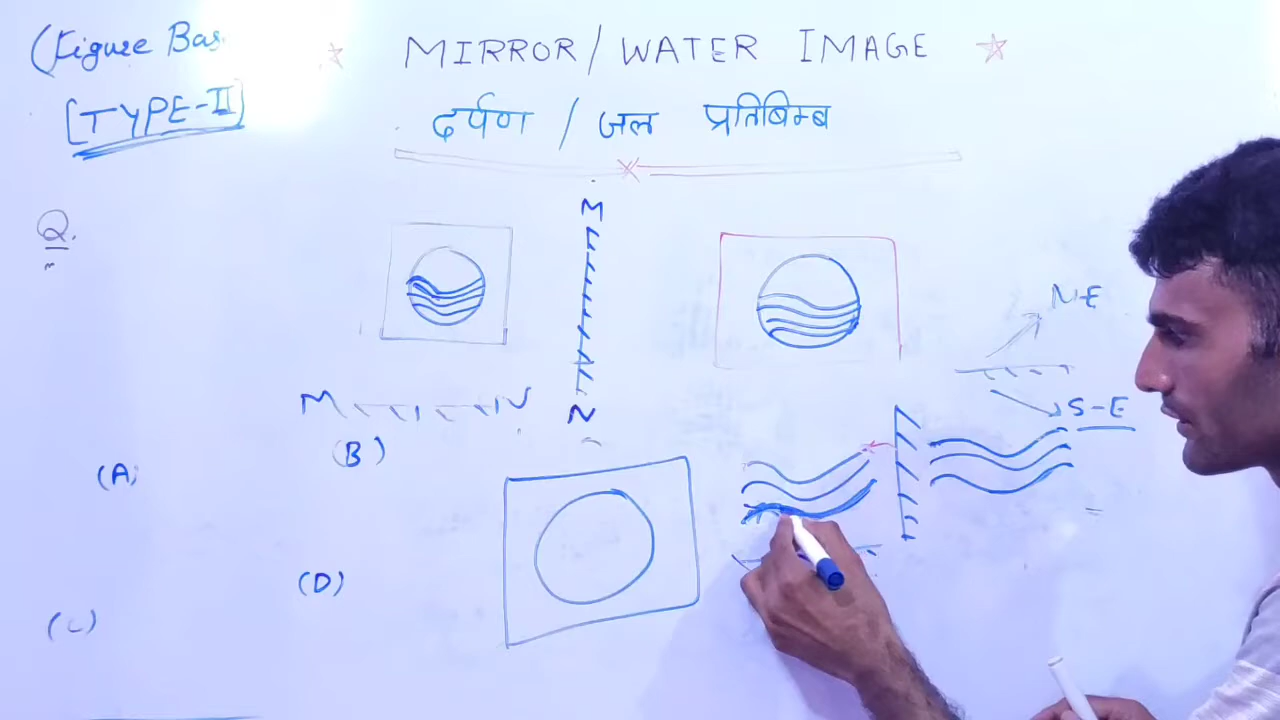 (Figure Bas
MIRROR/WATER IMAGE
[TYPE-II]
दर्पण / जल प्रतिबिम्ब
Q.
M
N
N-E
S-E
M N
(A)
(B)
(C)
(D)